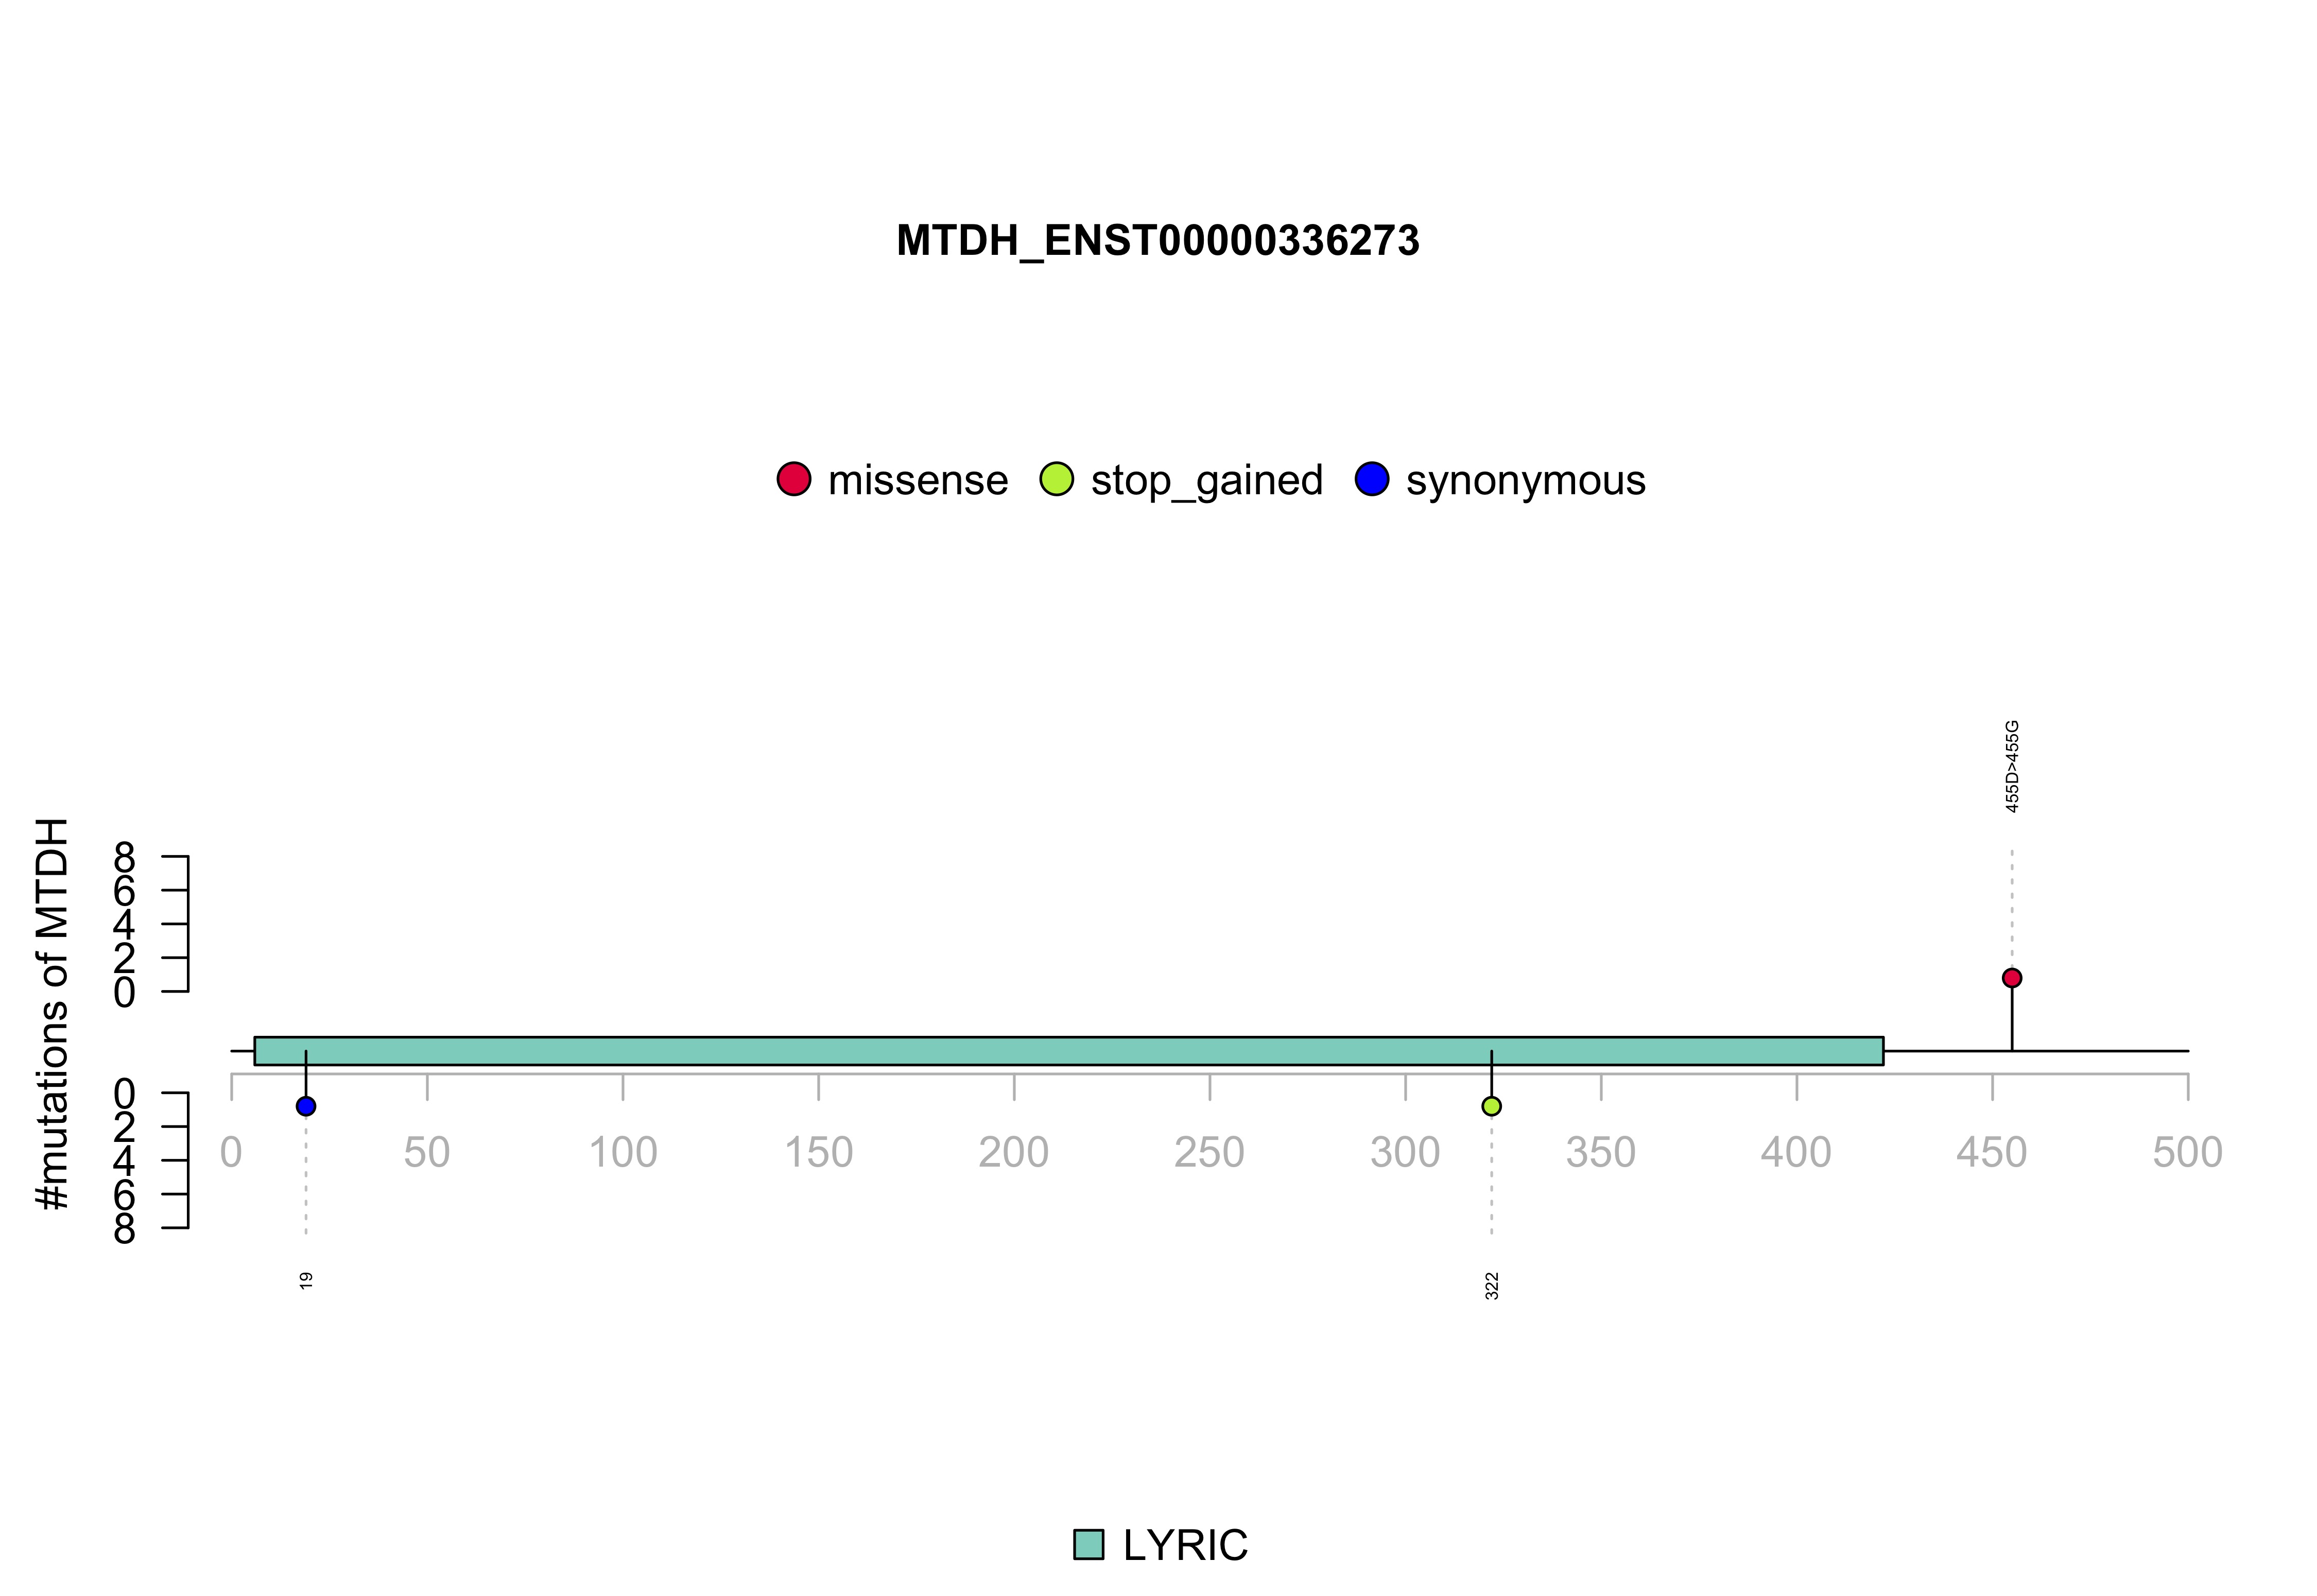 MTDH_ENST00000336273
missense stop_gained synonymous
455D>455G
#mutations of MTDH
8
6
4
2
0
0
2
4
6
8
0 50 100 150 200 250 300 350 400 450 500
19 322
LYRIC